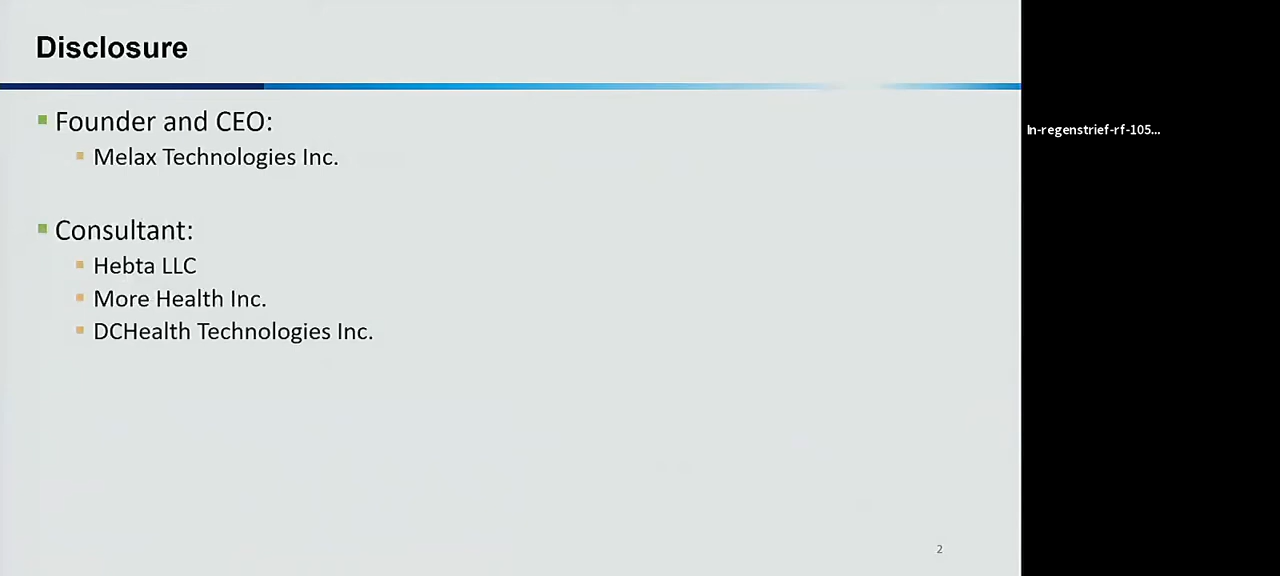 Disclosure
Founder and CEO:
Melax Technologies Inc.
In-regenstrief-rf-105...
Consultant:
Hebta LLC
More Health Inc.
DCHealth Technologies Inc.
2